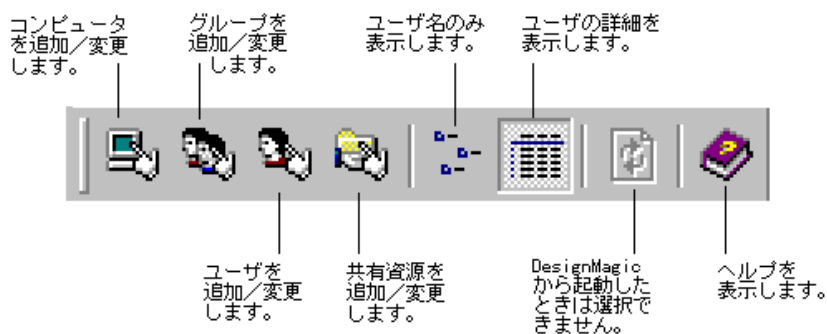 コンピュータ
を追加／変更
します。
グループを
追加／変更
します。
ユーザ名のみ
表示します。
ユーザの詳細を
表示します。
ユーザを
追加／変更
します。
共有資源を
追加／変更
します。
DesignMagic
から起動した
ときは選択で
きません。
ヘルプを
表示します。